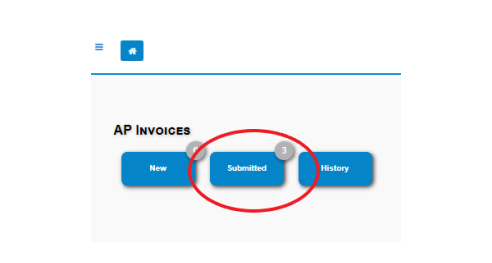 AP Invoices
3
New
Submitted
History